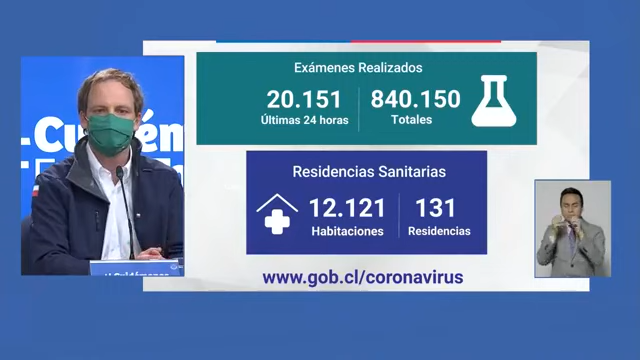 Exámenes Realizados
20.151 840.150
Últimas 24 horas Totales
Residencias Sanitarias
12.121 131
Habitaciones Residencias
www.gob.cl/coronavirus